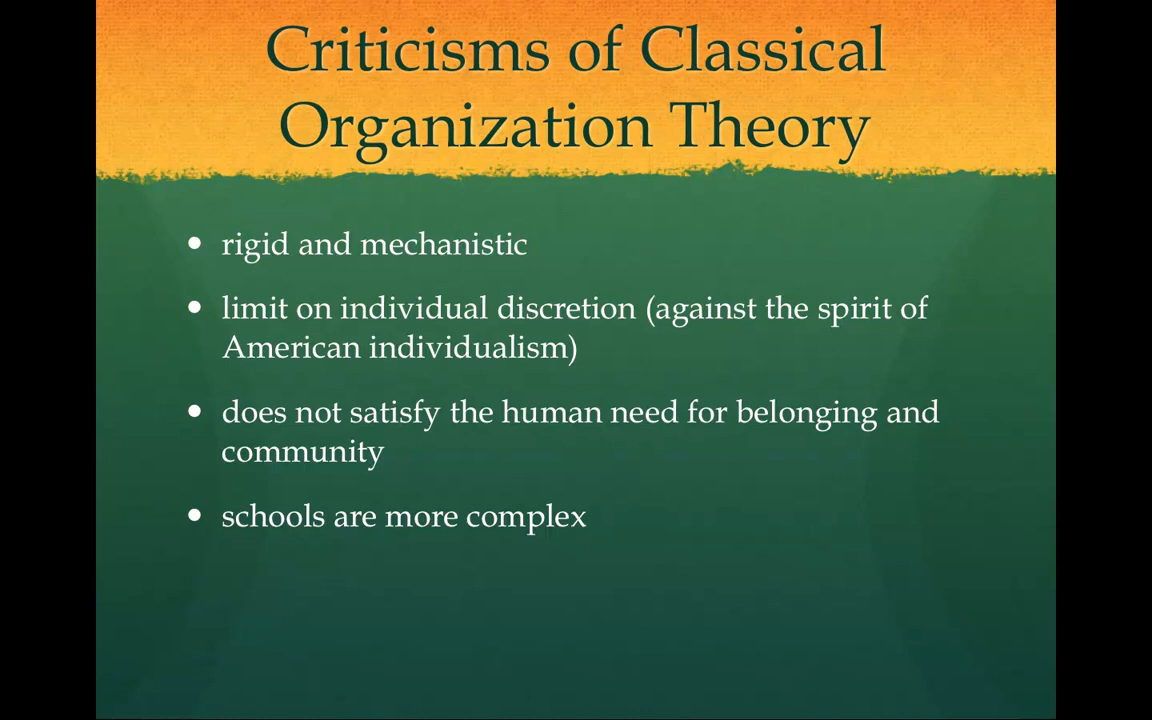 Criticisms of Classical
Organization Theory
• rigid and mechanistic
• limit on individual discretion (against the spirit of
American individualism)
• does not satisfy the human need for belonging and
community
• schools are more complex